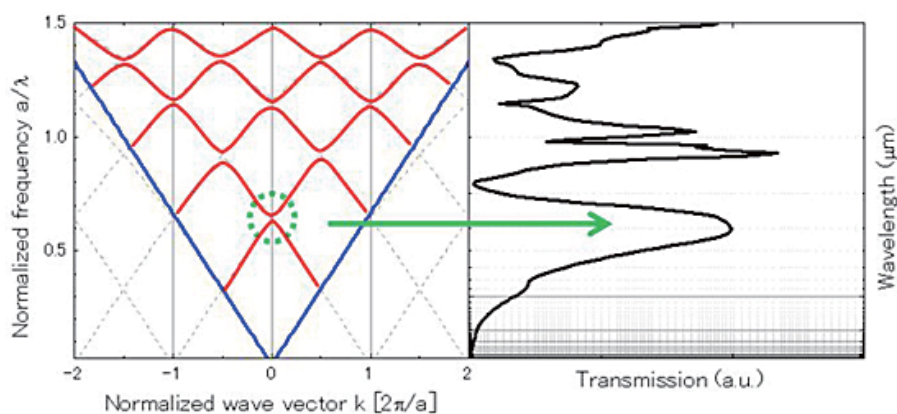 1.5
1.0
0.5
Normalized frequency a/λ
-2
-1
0
1
2
Normalized wave vector k [2π/a]
Transmission (a.u.)
Wavelength (μm)